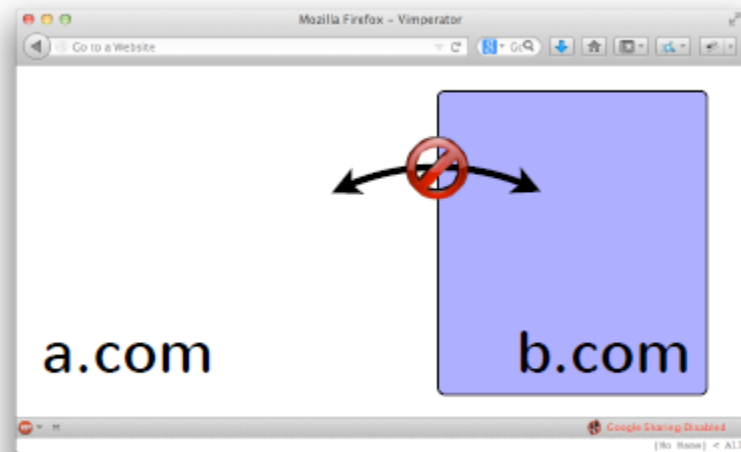 Mozilla Firefox - Vimperator
Go to a Website
a.com
b.com
Google Sharing Disabled
[No Name] < All